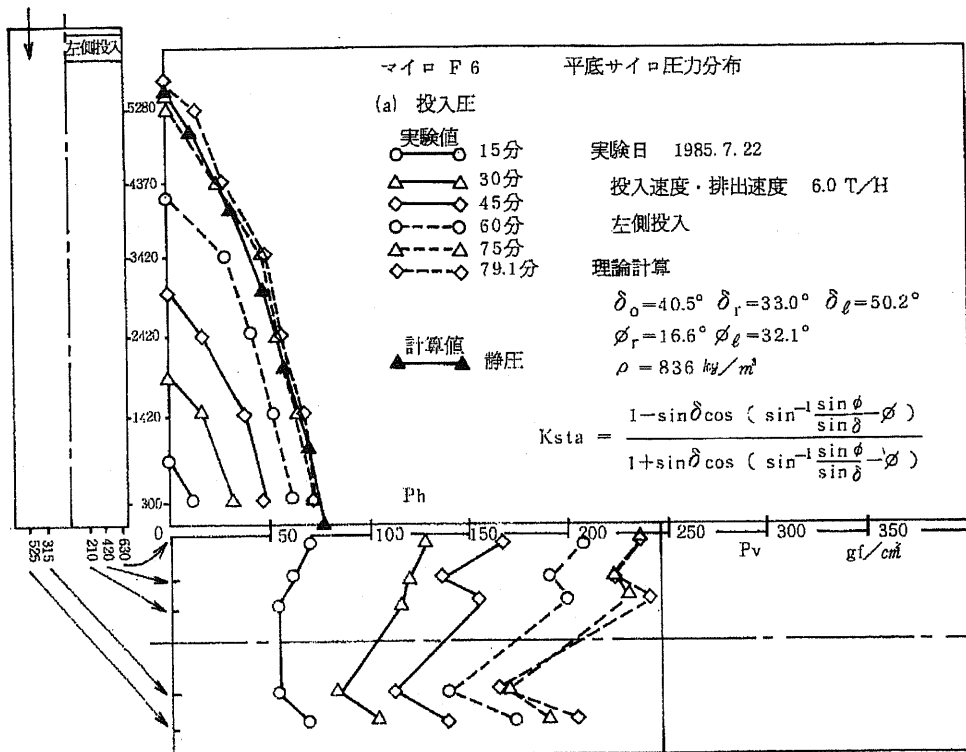 左側投入
マイロ F 6 平底サイロ圧力分布
(a) 投入圧
実験値
15分
30分
45分
60分
75分
79.1分
計算値
静圧
実験日 1985.7.22
投入速度・排出速度 6.0 T/H
左側投入
理論計算
δo=40.5° δr=33.0° δℓ=50.2°
φr=16.6° φℓ=32.1°
ρ=836 kg/m³
Ksta = 1−sinδcos ( sin⁻¹ sinφ/sinδ −φ ) / 1+sinδcos ( sin⁻¹ sinφ/sinδ −φ )
5280
4370
3420
2420
1420
300
0
Ph
50 100 150 200 250 300 350
Pv gf/cm²
525 315 210 420 630